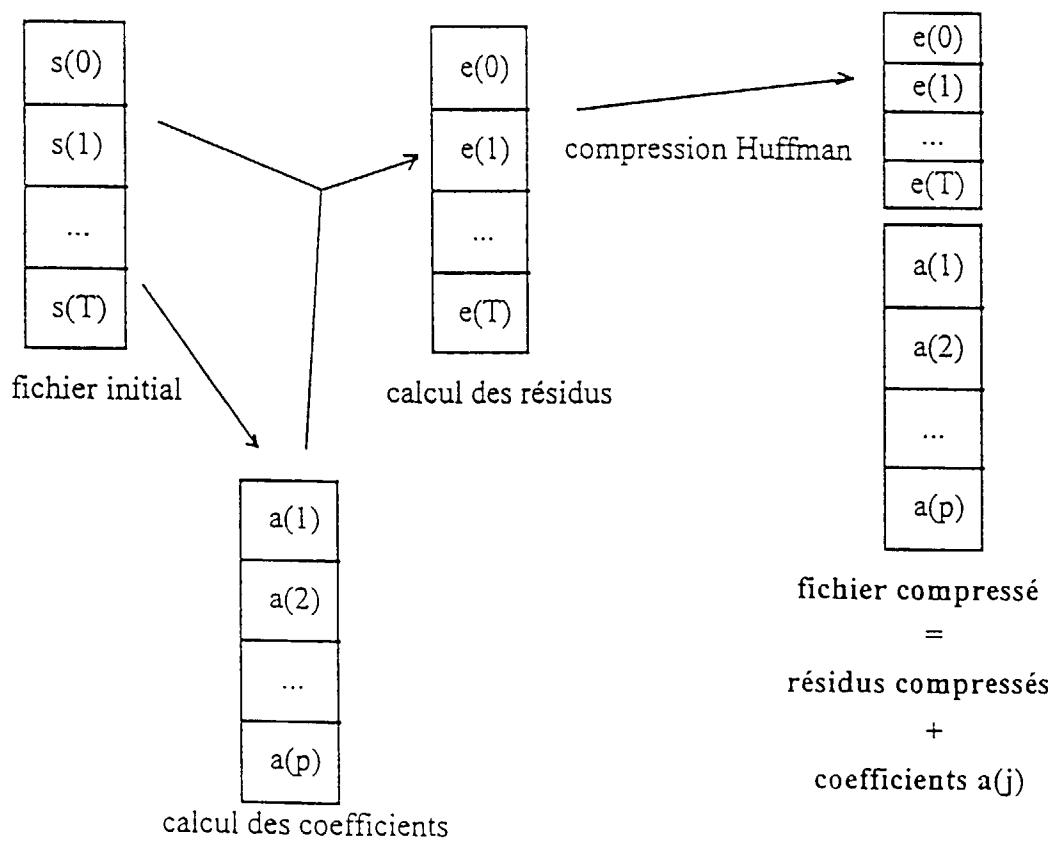 s(0)
s(1)
...
s(T)
fichier initial
e(0)
e(1)
...
e(T)
calcul des résidus
compression Huffman
a(1)
a(2)
...
a(p)
calcul des coefficients
e(0)
e(1)
...
e(T)
a(1)
a(2)
...
a(p)
fichier compressé
=
résidus compressés
+
coefficients a(j)